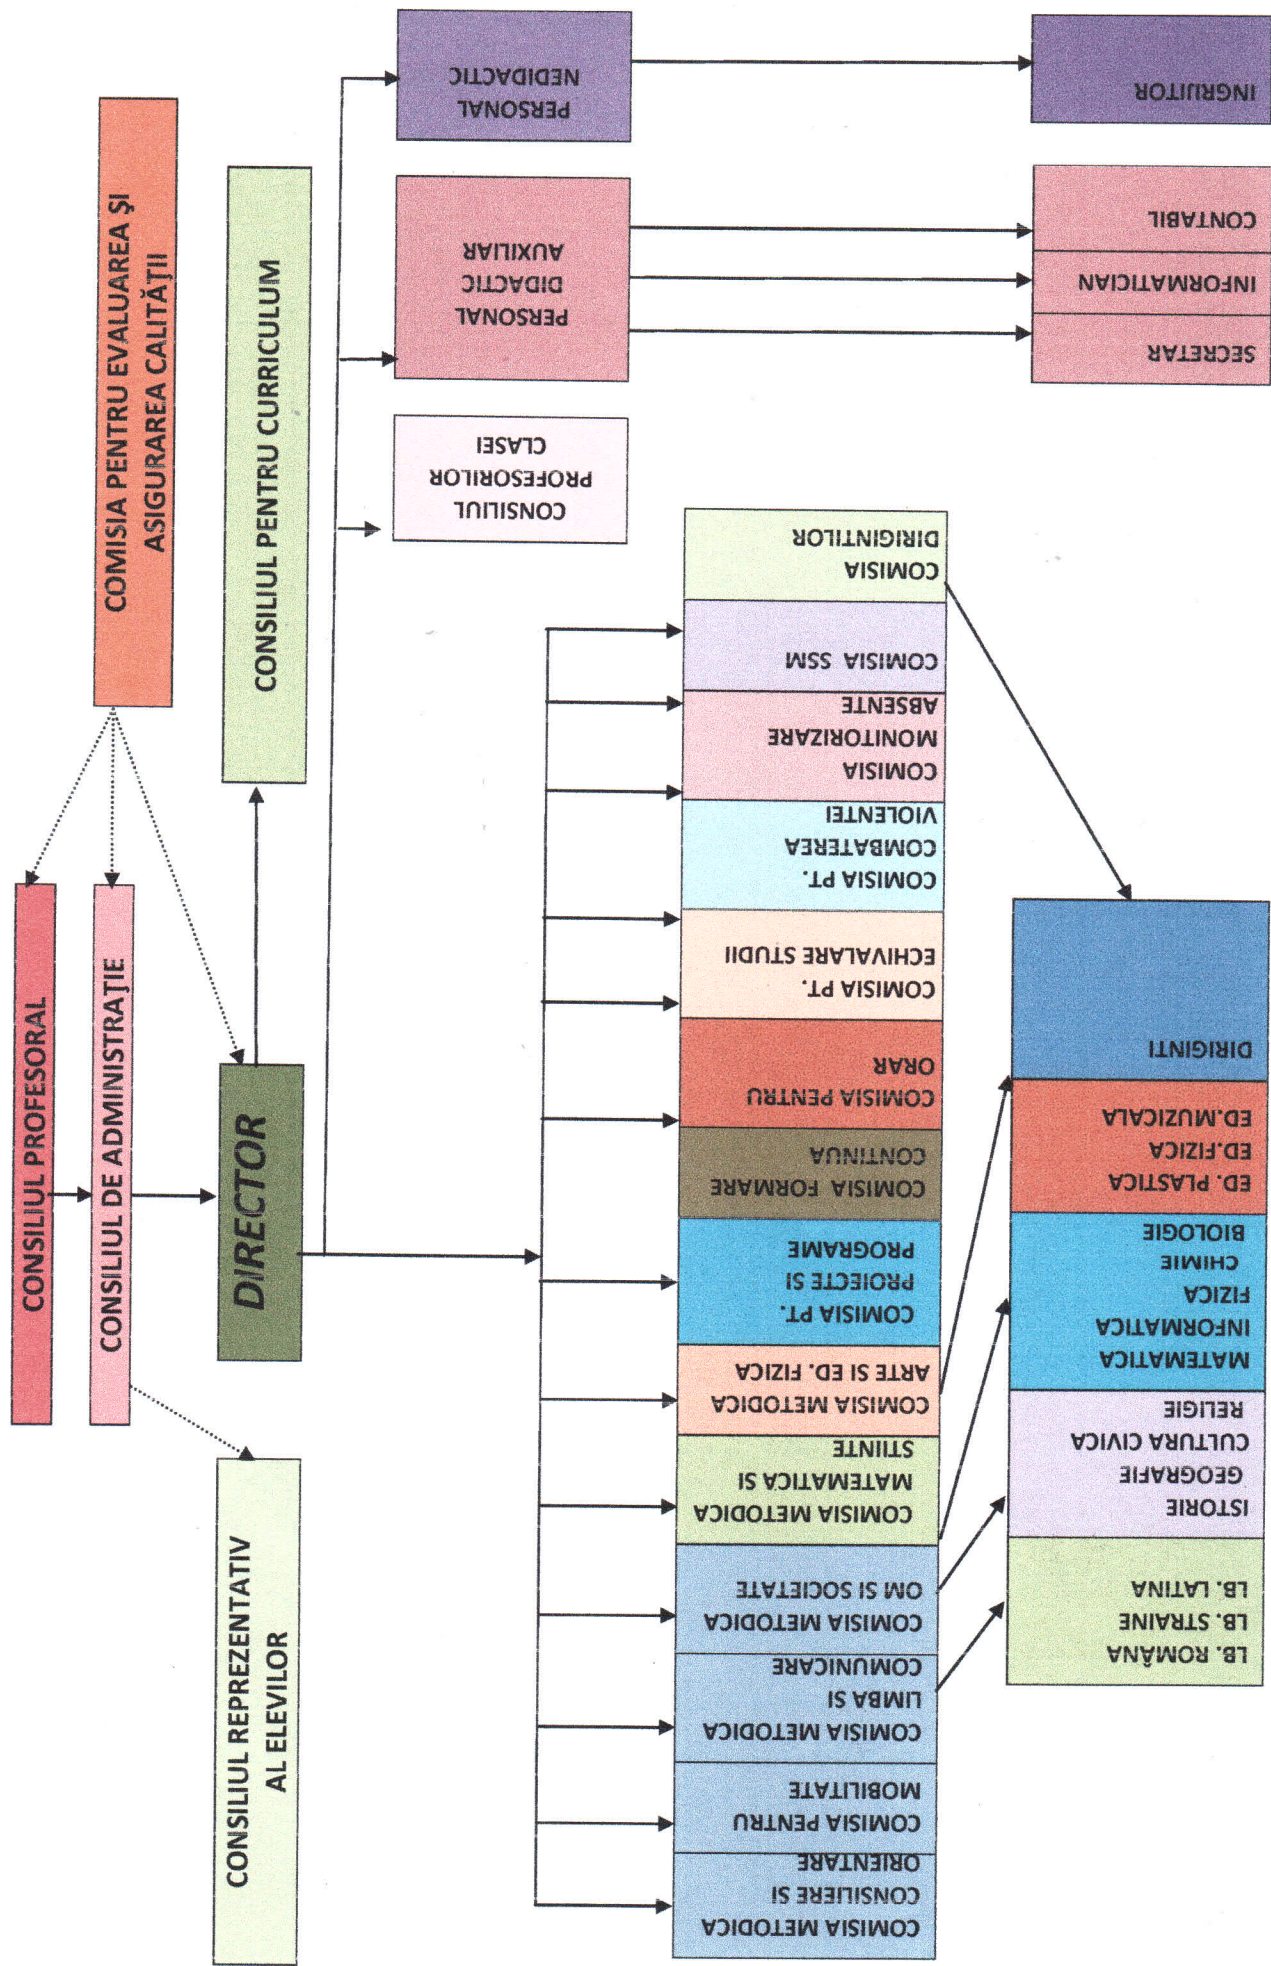 CONSILIUL PROFESORAL
CONSILIUL DE ADMINISTRAŢIE
COMISIA PENTRU EVALUAREA ŞI
ASIGURAREA CALITĂŢII
CONSILIUL REPREZENTATIV
AL ELEVILOR
DIRECTOR
CONSILIUL PENTRU CURRICULUM
CONSILIUL
PROFESORILOR
CLASEI
PERSONAL
DIDACTIC
AUXILIAR
PERSONAL
NEDIDACTIC
COMISIA METODICA
CONSILIERE SI
ORIENTARE
COMISIA PENTRU
MOBILITATE
COMISIA METODICA
LIMBA SI
COMUNICARE
COMISIA METODICA
OM SI SOCIETATE
COMISIA METODICA
MATEMATICA SI
STIINTE
COMISIA METODICA
ARTE SI ED. FIZICA
COMISIA PT.
PROIECTE SI
PROGRAME
COMISIA FORMARE
CONTINUA
COMISIA PENTRU
ORAR
COMISIA PT.
ECHIVALARE STUDII
COMISIA PT.
COMBATEREA
VIOLENTEI
COMISIA
MONITORIZARE
ABSENTE
COMISIA SSM
COMISIA
DIRIGINTILOR
LB. ROMÂNA
LB. STRAINE
LB. LATINA
ISTORIE
GEOGRAFIE
CULTURA CIVICA
RELIGIE
MATEMATICA
INFORMATICA
FIZICA
CHIMIE
BIOLOGIE
ED. PLASTICA
ED.FIZICA
ED.MUZICALA
DIRIGINTI
SECRETAR
INFORMATICIAN
CONTABIL
INGRIJITOR